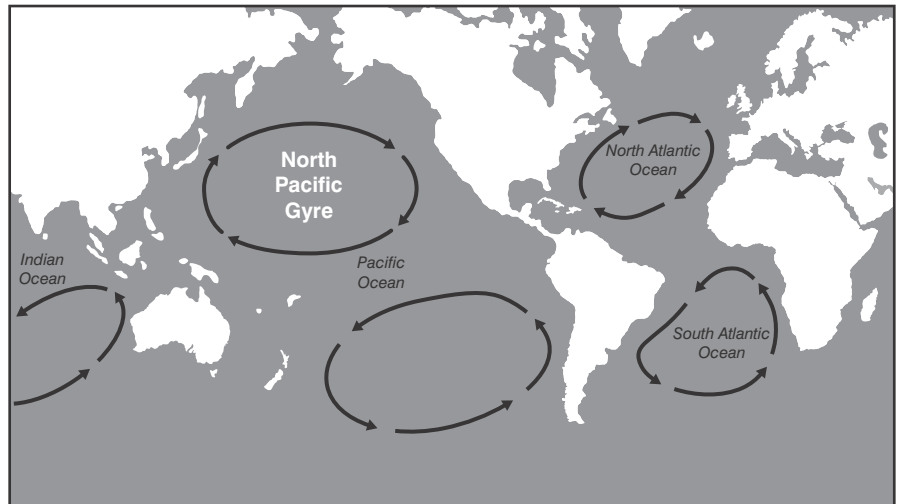 North
Pacific
Gyre
North Atlantic
Ocean
Indian
Ocean
Pacific
Ocean
South Atlantic
Ocean